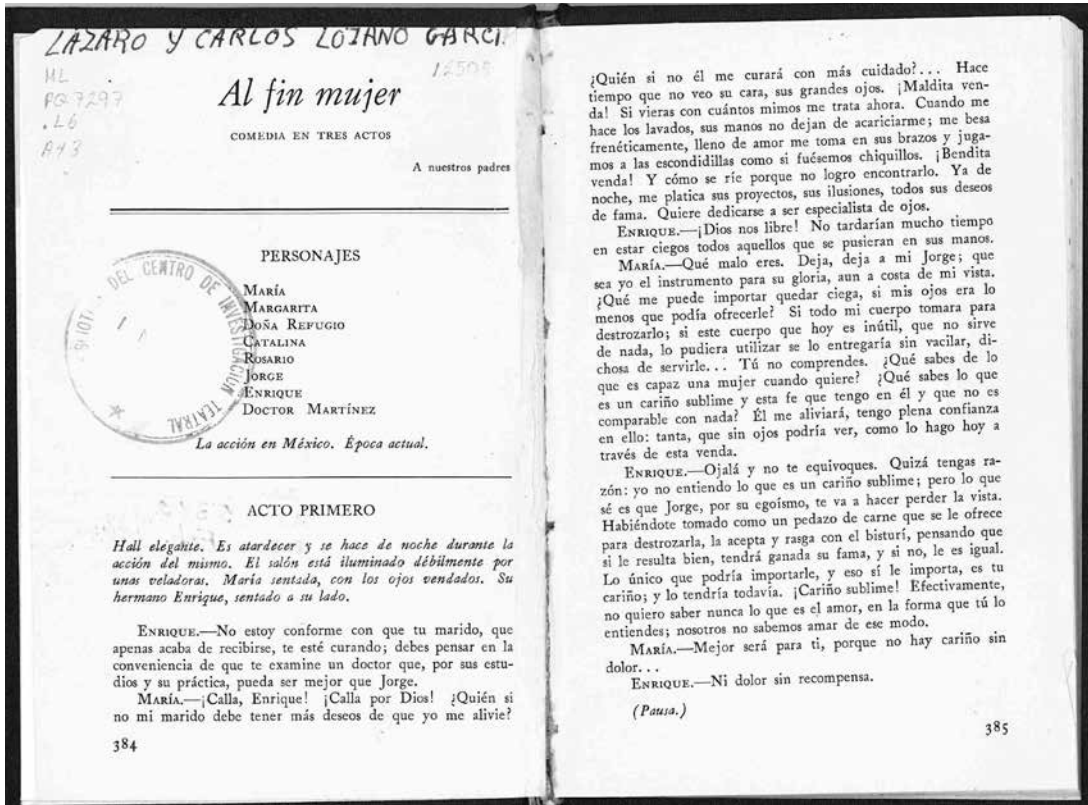 LAZARO Y CARLOS LOZANO GARCI.
12505
ML
PQ7297
.L6
A43
Al fin mujer
COMEDIA EN TRES ACTOS
A nuestros padres
PERSONAJES
DEL CENTRO DE INVESTIGACION TEATRAL
MARÍA
MARGARITA
DOÑA REFUGIO
CATALINA
ROSARIO
JORGE
ENRIQUE
DOCTOR MARTÍNEZ
La acción en México. Época actual.
ACTO PRIMERO
Hall elegante. Es atardecer y se hace de noche durante la
acción del mismo. El salón está iluminado débilmente por
unas veladoras. María sentada, con los ojos vendados. Su
hermano Enrique, sentado a su lado.
ENRIQUE.—No estoy conforme con que tu marido, que
apenas acaba de recibirse, te esté curando; debes pensar en la
conveniencia de que te examine un doctor que, por sus estu-
dios y su práctica, pueda ser mejor que Jorge.
MARÍA.—¡Calla, Enrique! ¡Calla por Dios! ¿Quién si
no mi marido debe tener más deseos de que yo me alivie?
384
¿Quién si no él me curará con más cuidado?... Hace
tiempo que no veo su cara, sus grandes ojos. ¡Maldita ven-
da! Si vieras con cuántos mimos me trata ahora. Cuando me
hace los lavados, sus manos no dejan de acariciarme; me besa
frenéticamente, lleno de amor me toma en sus brazos y juga-
mos a las escondidillas como si fuésemos chiquillos. ¡Bendita
venda! Y cómo se ríe porque no logro encontrarlo. Ya de
noche, me platica sus proyectos, sus ilusiones, todos sus deseos
de fama. Quiere dedicarse a ser especialista de ojos.
ENRIQUE.—¡Dios nos libre! No tardarían mucho tiempo
en estar ciegos todos aquellos que se pusieran en sus manos.
MARÍA.—Qué malo eres. Deja, deja a mi Jorge; que
sea yo el instrumento para su gloria, aun a costa de mi vista.
¿Qué me puede importar quedar ciega, si mis ojos era lo
menos que podía ofrecerle? Si todo mi cuerpo tomara para
destrozarlo; si este cuerpo que hoy es inútil, que no sirve
de nada, lo pudiera utilizar se lo entregaría sin vacilar, di-
chosa de servirle... Tú no comprendes. ¿Qué sabes de lo
que es capaz una mujer cuando quiere? ¿Qué sabes lo que
es un cariño sublime y esta fe que tengo en él y que no es
comparable con nada? Él me aliviará, tengo plena confianza
en ello: tanta, que sin ojos podría ver, como lo hago hoy a
través de esta venda.
ENRIQUE.—Ojalá y no te equivoques. Quizá tengas ra-
zón: yo no entiendo lo que es un cariño sublime; pero lo que
sé es que Jorge, por su egoísmo, te va a hacer perder la vista.
Habiéndote tomado como un pedazo de carne que se le ofrece
para destrozarla, la acepta y rasga con el bisturí, pensando que
si le resulta bien, tendrá ganada su fama, y si no, le es igual.
Lo único que podría importarle, y eso sí le importa, es tu
cariño; y lo tendría todavía. ¡Cariño sublime! Efectivamente,
no quiero saber nunca lo que es el amor, en la forma que tú lo
entiendes; nosotros no sabemos amar de ese modo.
MARÍA.—Mejor será para ti, porque no hay cariño sin
dolor...
ENRIQUE.—Ni dolor sin recompensa.
(Pausa.)
385